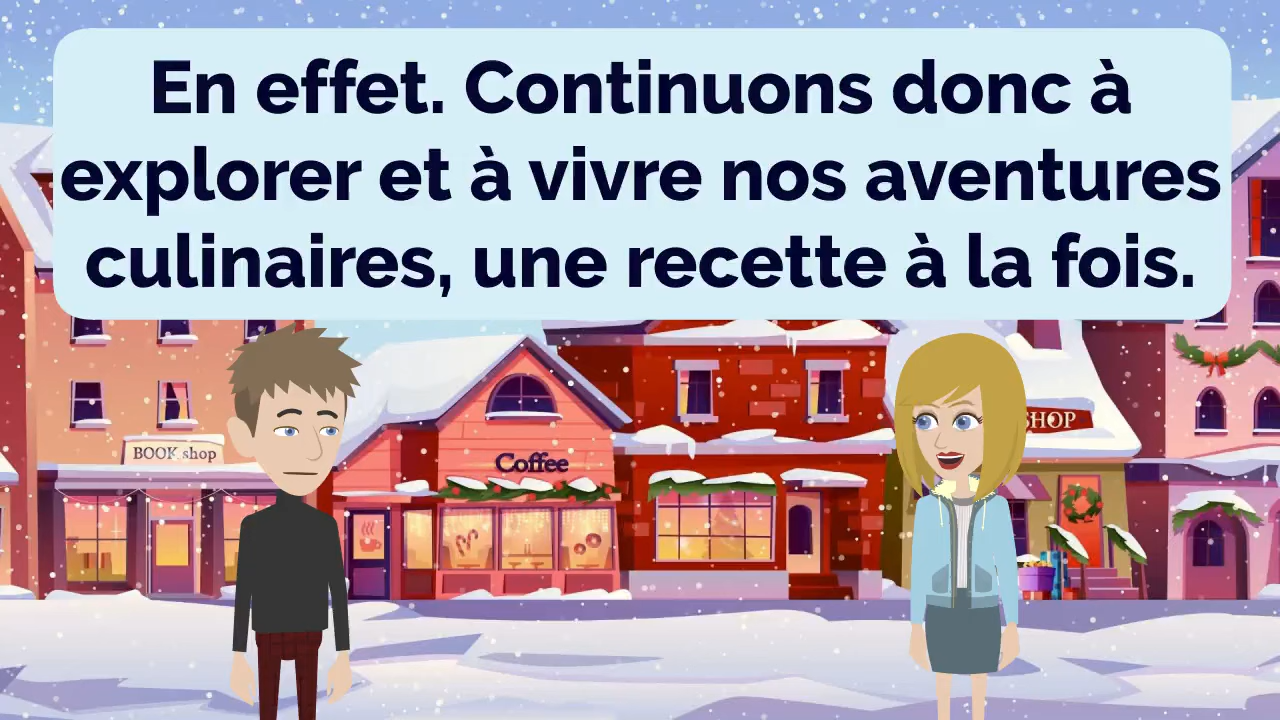 En effet. Continuons donc à
explorer et à vivre nos aventures
culinaires, une recette à la fois.
BOOK shop
Coffee
SHOP